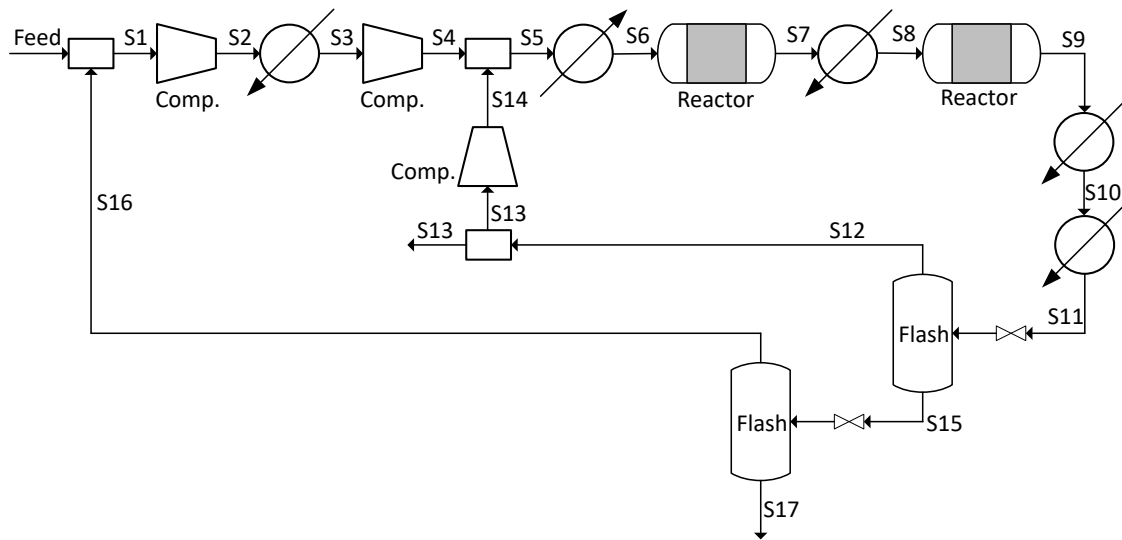 Feed
S1
S2
S3
S4
S5
S6
S7
S8
S9
Comp.
Comp.
Reactor
Reactor
S14
Comp.
S16
S10
S13
S13
S12
S11
Flash
Flash
S15
S17